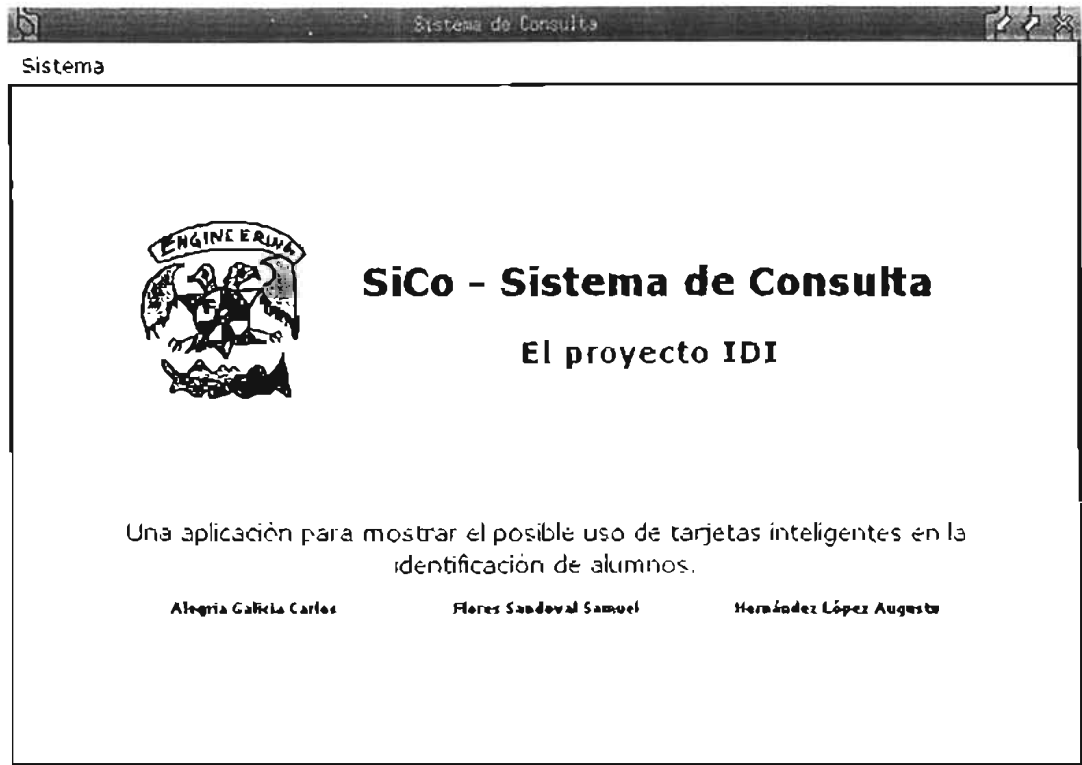 Sistema de Consulta
Sistema
ENGINEERING
SiCo - Sistema de Consulta
El proyecto IDI
Una aplicación para mostrar el posible uso de tarjetas inteligentes en la
identificación de alumnos.
Alegria Galicia Carlos Flores Sandoval Samuel Hernández López Augusto